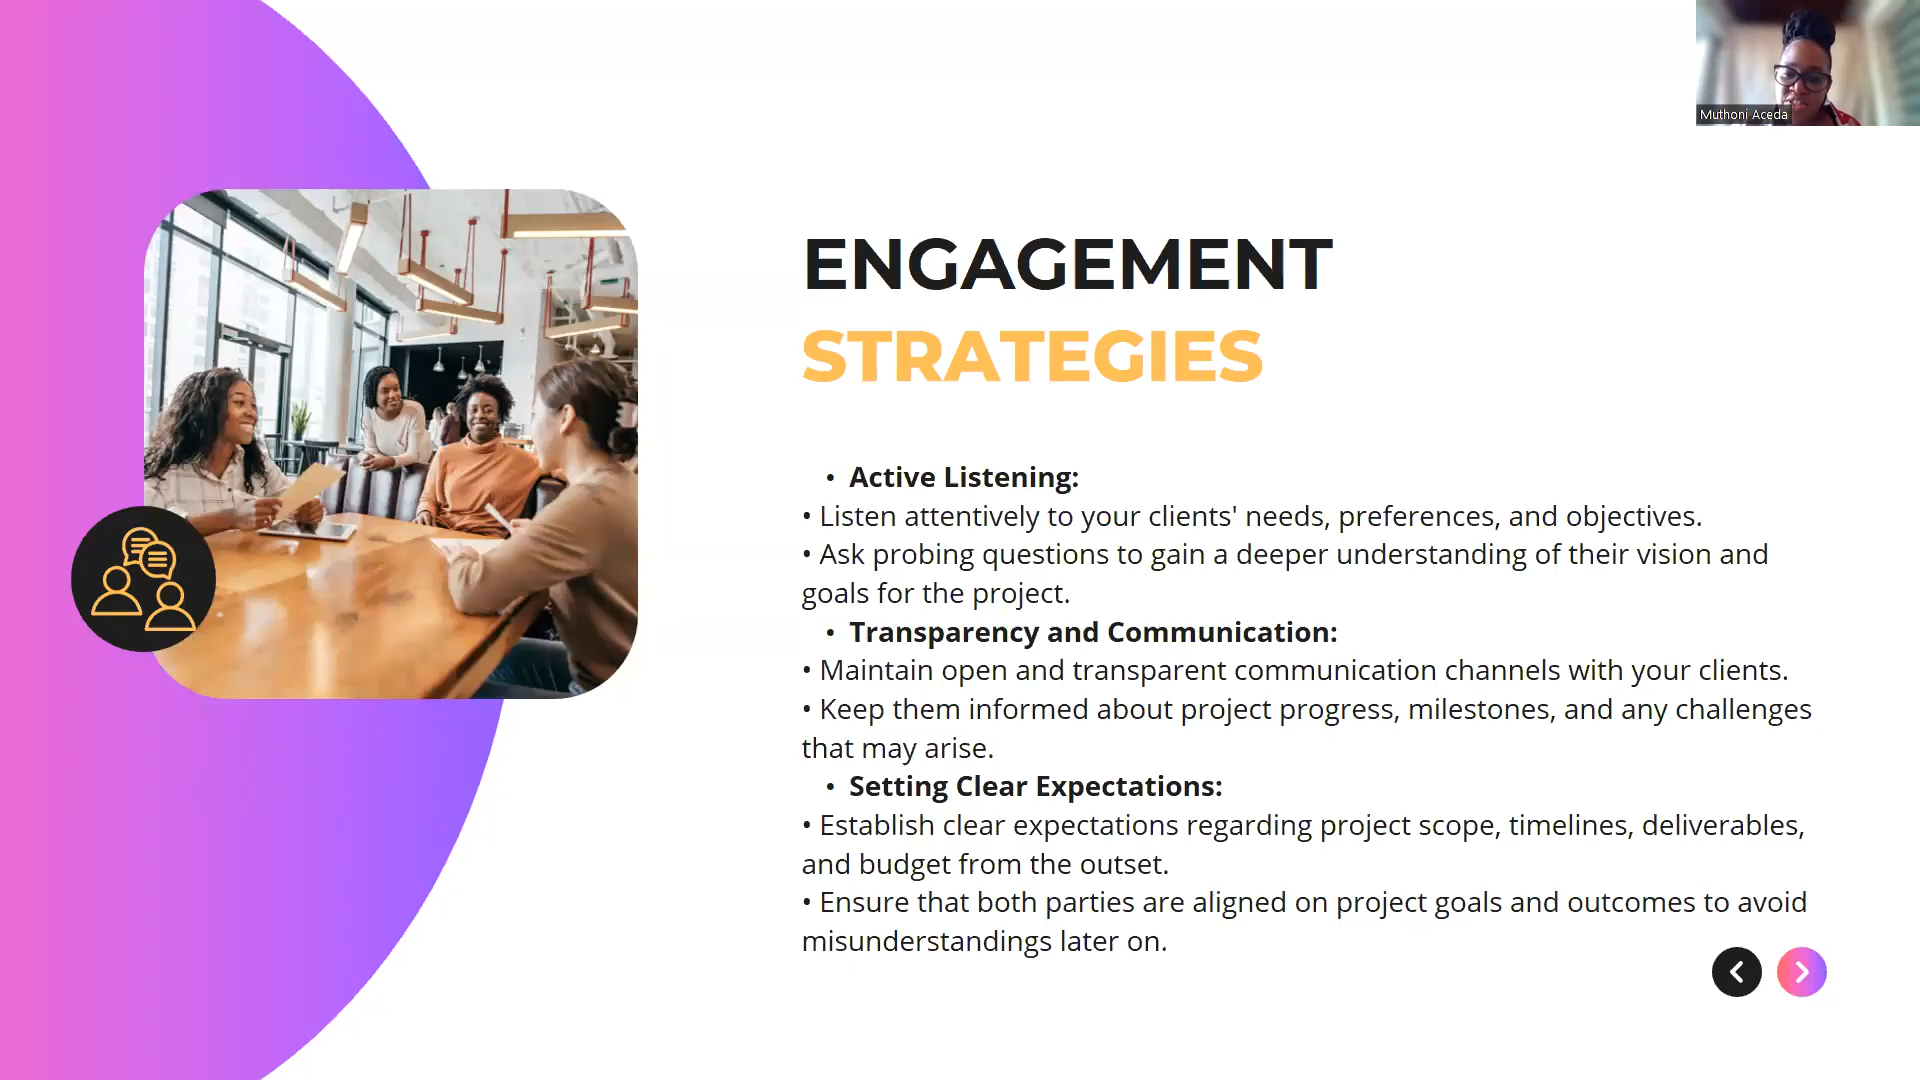 Muthoni Aceda
ENGAGEMENT
STRATEGIES
• Active Listening:
• Listen attentively to your clients' needs, preferences, and objectives.
• Ask probing questions to gain a deeper understanding of their vision and
goals for the project.
• Transparency and Communication:
• Maintain open and transparent communication channels with your clients.
• Keep them informed about project progress, milestones, and any challenges
that may arise.
• Setting Clear Expectations:
• Establish clear expectations regarding project scope, timelines, deliverables,
and budget from the outset.
• Ensure that both parties are aligned on project goals and outcomes to avoid
misunderstandings later on.